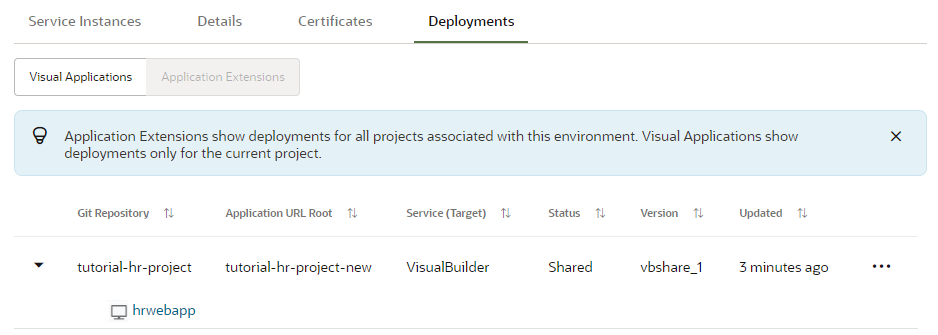 Service Instances Details Certificates Deployments
Visual Applications Application Extensions
Application Extensions show deployments for all projects associated with this environment. Visual Applications show
deployments only for the current project.
Git Repository Application URL Root Service (Target) Status Version Updated
tutorial-hr-project tutorial-hr-project-new VisualBuilder Shared vbshare_1 3 minutes ago
hrwebapp